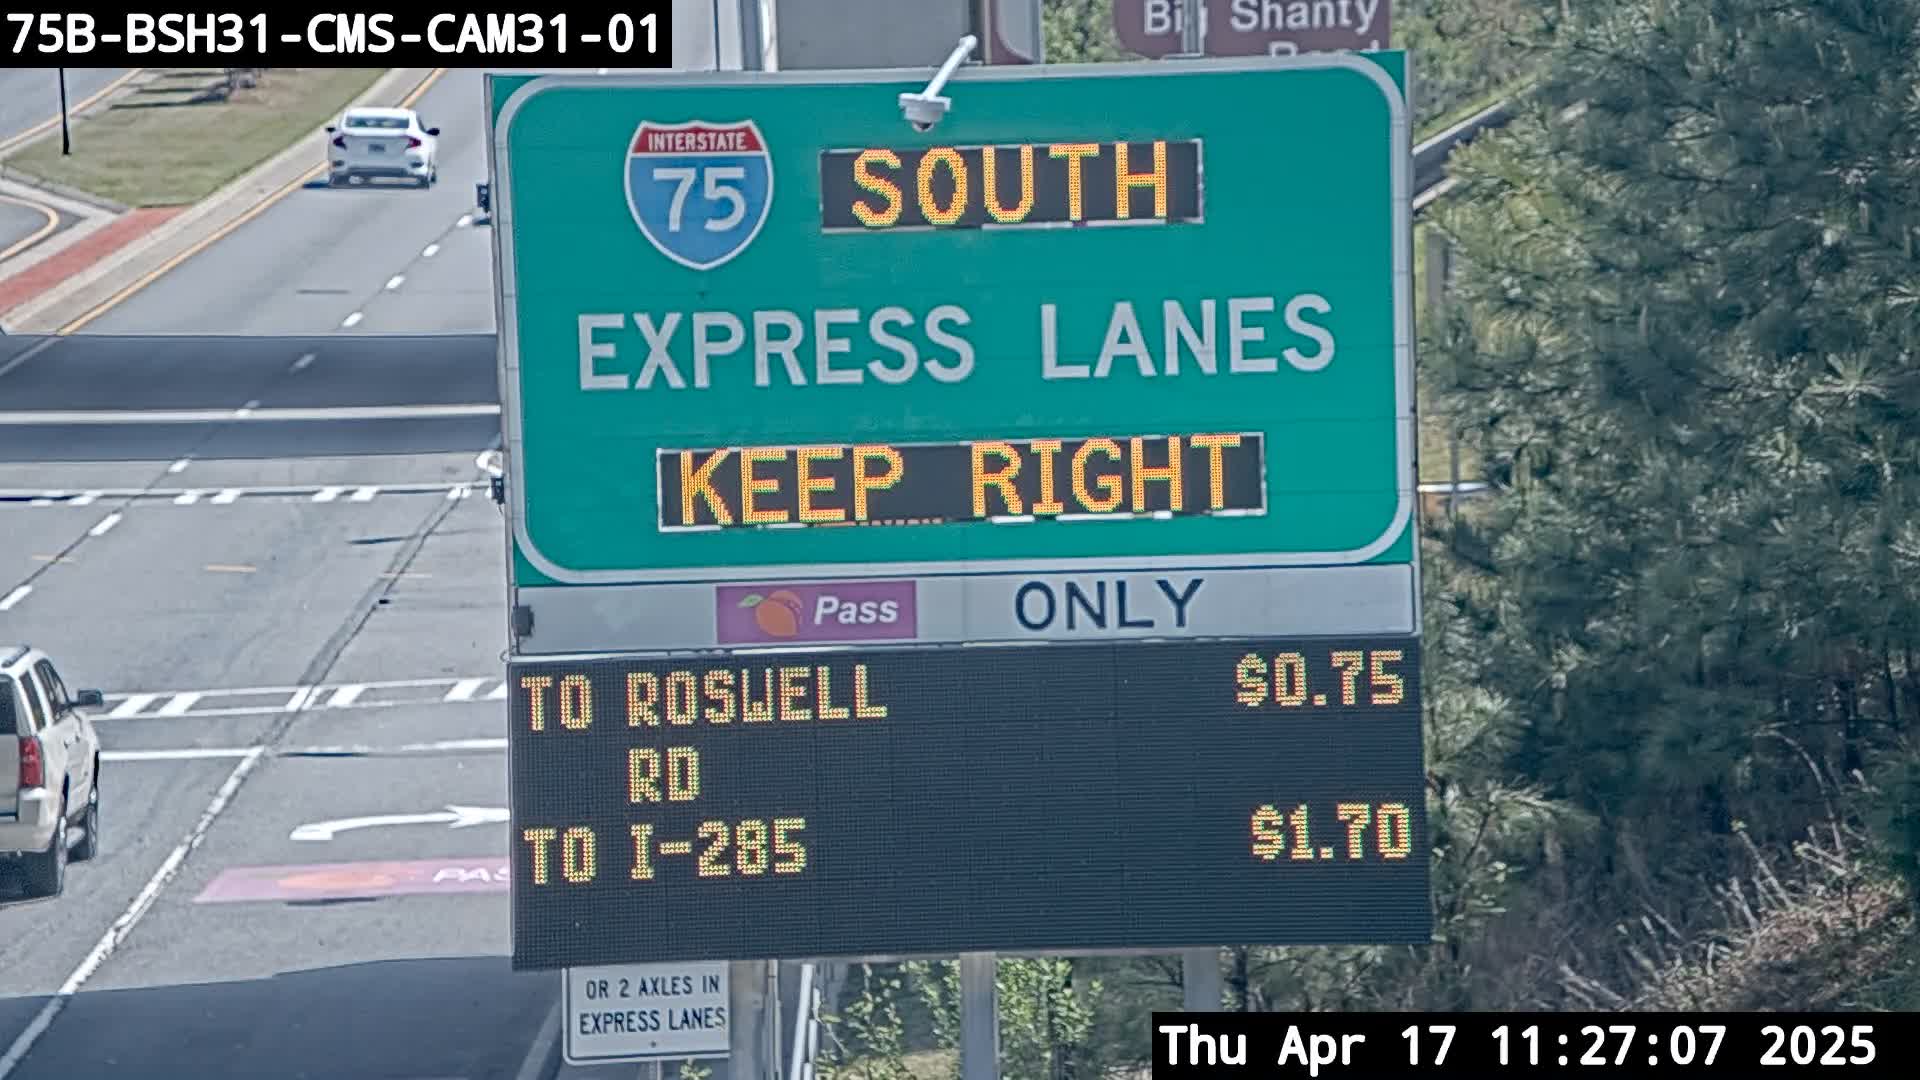 75B-BSH31-CMS-CAM31-01
Big Shanty
Road
INTERSTATE
75
SOUTH
EXPRESS LANES
KEEP RIGHT
Pass ONLY
TO ROSWELL $0.75
RD
TO I-285 $1.70
PAS
OR 2 AXLES IN
EXPRESS LANES
Thu Apr 17 11:27:07 2025